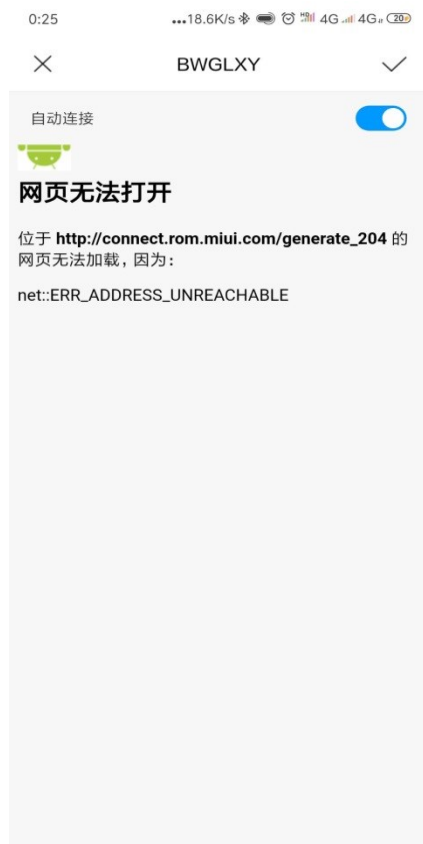 0:25 ...18.6K/s 4G 4G 20
BWGLXY
自动连接
网页无法打开
位于 http://connect.rom.miui.com/generate_204 的
网页无法加载，因为：
net::ERR_ADDRESS_UNREACHABLE